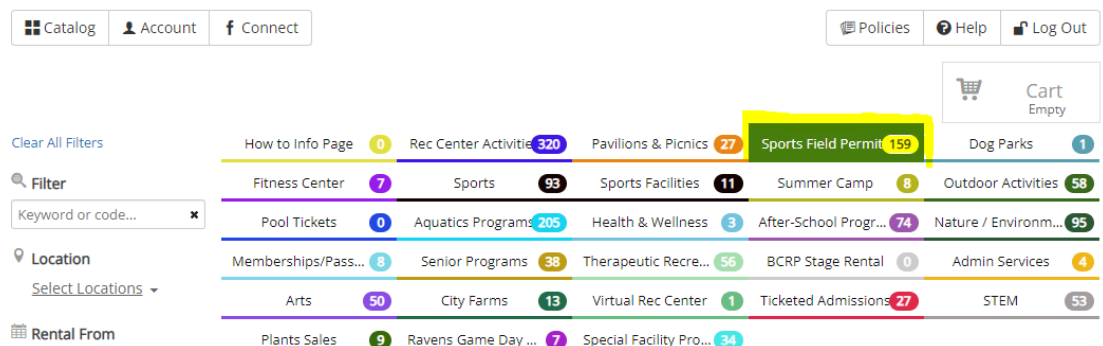 Catalog Account Connect Policies Help Log Out
Cart
Empty
Clear All Filters
How to Info Page 0 Rec Center Activitie 320 Pavilions & Picnics 27 Sports Field Permit 159 Dog Parks 1
Filter
Fitness Center 7 Sports 93 Sports Facilities 11 Summer Camp 8 Outdoor Activities 58
Keyword or code...
Pool Tickets 0 Aquatics Programs 205 Health & Wellness 3 After-School Progr... 74 Nature / Environm... 95
Location
Memberships/Pass... 8 Senior Programs 38 Therapeutic Recre... 56 BCRP Stage Rental 0 Admin Services 4
Select Locations
Arts 50 City Farms 13 Virtual Rec Center 1 Ticketed Admissions 27 STEM 53
Rental From
Plants Sales 9 Ravens Game Day ... 7 Special Facility Pro... 34